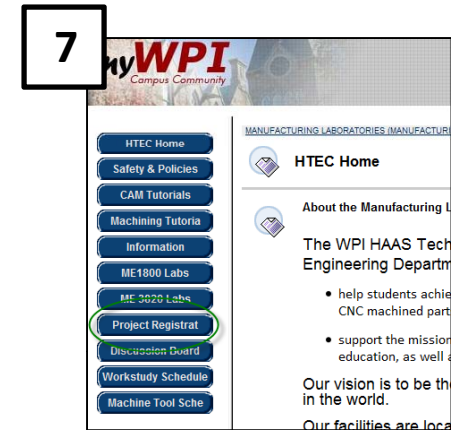 7
myWPI
Campus Community
MANUFACTURING LABORATORIES (MANUFACTURI
HTEC Home
HTEC Home
Safety & Policies
CAM Tutorials
Machining Tutoria
Information
ME1800 Labs
ME 3820 Labs
Project Registrat
Discussion Board
Workstudy Schedule
Machine Tool Sche
About the Manufacturing L
The WPI HAAS Tech
Engineering Departm
• help students achie
CNC machined part
• support the mission
education, as well a
Our vision is to be the
in the world.
Our facilities are loca